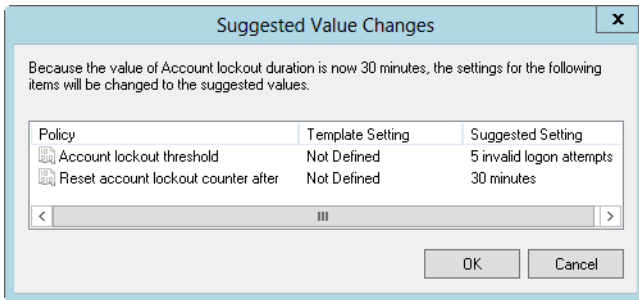 Suggested Value Changes
x
Because the value of Account lockout duration is now 30 minutes, the settings for the following
items will be changed to the suggested values.
Policy Template Setting Suggested Setting
Account lockout threshold Not Defined 5 invalid logon attempts
Reset account lockout counter after Not Defined 30 minutes
OK Cancel